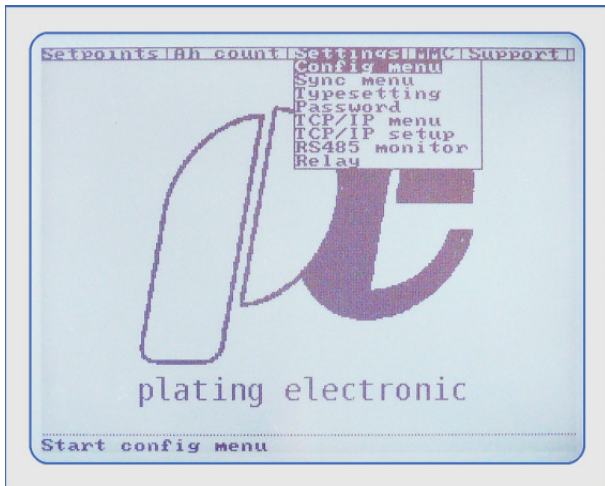 Setpoints|Ah count|Settings|MMC|Support|
Config menu
Sync menu
Typesetting
Password
TCP/IP menu
TCP/IP setup
RS485 monitor
Relay
plating electronic
Start config menu